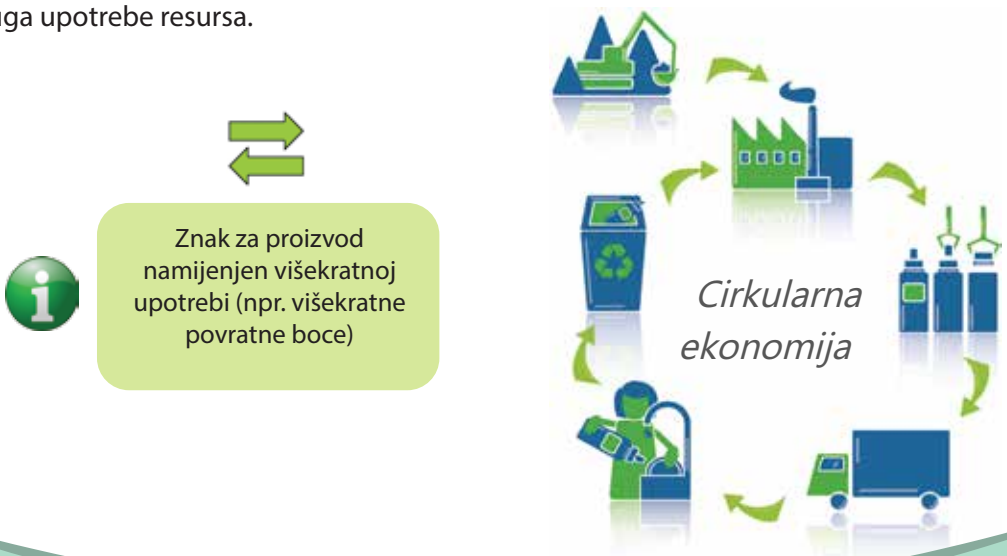 uga upotrebe resursa.
Znak za proizvod
namijenjen višekratnoj
upotrebi (npr. višekratne
povratne boce)
Cirkularna
ekonomija